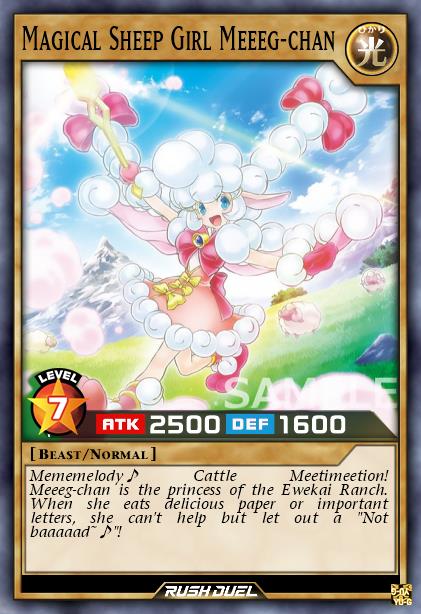 Magical Sheep Girl Meeeg-chan
ひかり
光
SAMPLE
LEVEL
7
ATK 2500 DEF 1600
[Beast/Normal]
Mememelody♪ Cattle Meetimeetion!
Meeeg-chan is the princess of the Ewekai Ranch.
When she eats delicious paper or important
letters, she can't help but let out a "Not
baaaaad~♪"!
RUSH DUEL